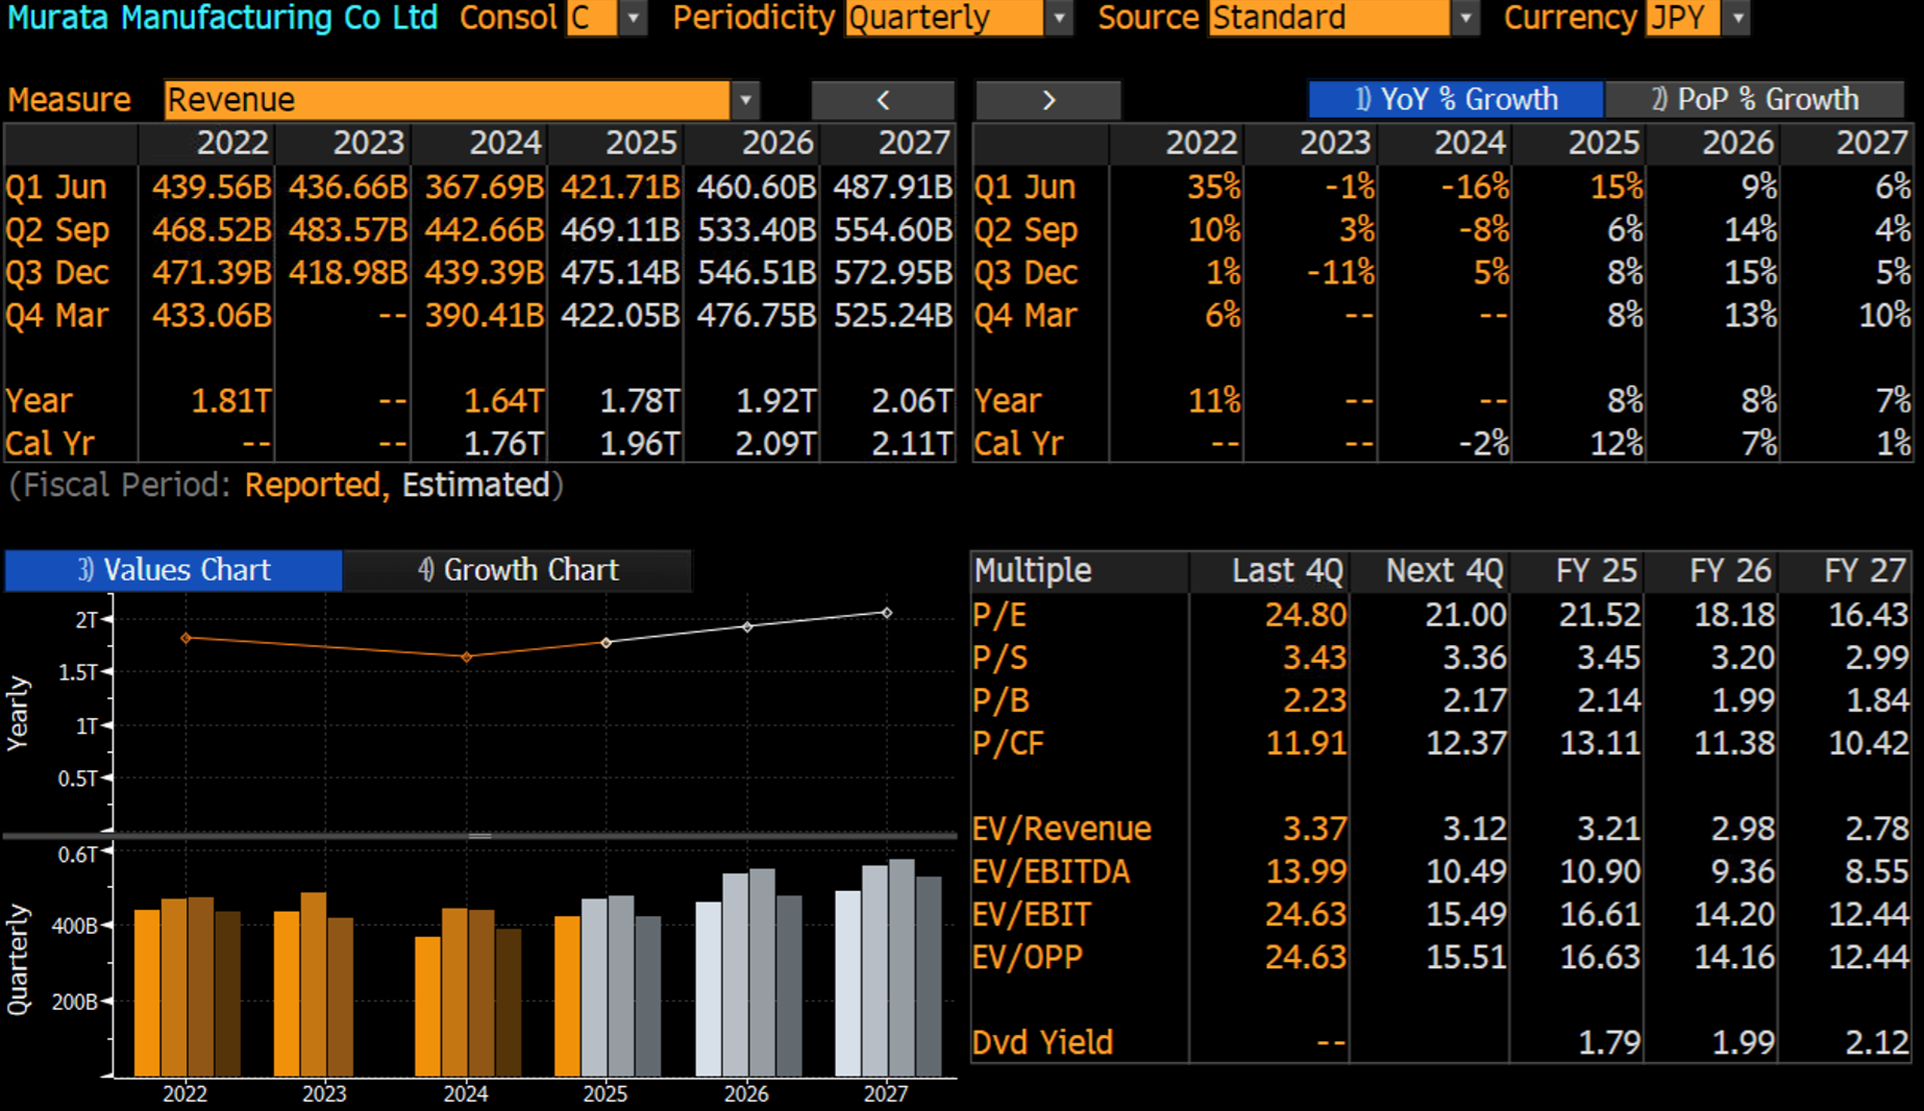 Murata Manufacturing Co Ltd Consol C Periodicity Quarterly Source Standard Currency JPY
Measure Revenue < > 1) YoY % Growth 2) PoP % Growth
2022 2023 2024 2025 2026 2027 2022 2023 2024 2025 2026 2027
Q1 Jun 439.56B 436.66B 367.69B 421.71B 460.60B 487.91B Q1 Jun 35% -1% -16% 15% 9% 6%
Q2 Sep 468.52B 483.57B 442.66B 469.11B 533.40B 554.60B Q2 Sep 10% 3% -8% 6% 14% 4%
Q3 Dec 471.39B 418.98B 439.39B 475.14B 546.51B 572.95B Q3 Dec 1% -11% 5% 8% 15% 5%
Q4 Mar 433.06B -- 390.41B 422.05B 476.75B 525.24B Q4 Mar 6% -- -- 8% 13% 10%
Year 1.81T -- 1.64T 1.78T 1.92T 2.06T Year 11% -- -- 8% 8% 7%
Cal Yr -- -- 1.76T 1.96T 2.09T 2.11T Cal Yr -- -- -2% 12% 7% 1%
(Fiscal Period: Reported, Estimated)
3) Values Chart 4) Growth Chart
Yearly
2T
1.5T
1T
0.5T
Quarterly
0.6T
400B
200B
2022 2023 2024 2025 2026 2027
Multiple Last 4Q Next 4Q FY 25 FY 26 FY 27
P/E 24.80 21.00 21.52 18.18 16.43
P/S 3.43 3.36 3.45 3.20 2.99
P/B 2.23 2.17 2.14 1.99 1.84
P/CF 11.91 12.37 13.11 11.38 10.42
EV/Revenue 3.37 3.12 3.21 2.98 2.78
EV/EBITDA 13.99 10.49 10.90 9.36 8.55
EV/EBIT 24.63 15.49 16.61 14.20 12.44
EV/OPP 24.63 15.51 16.63 14.16 12.44
Dvd Yield -- 1.79 1.99 2.12